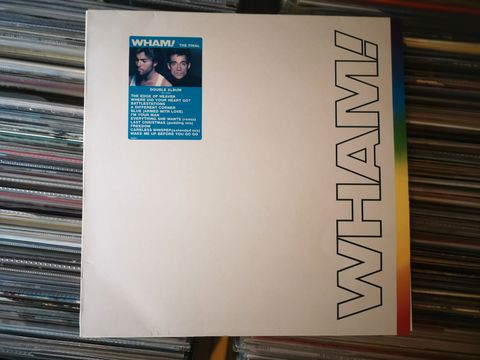 WHAM! THE FINAL
DOUBLE ALBUM
THE EDGE OF HEAVEN
WHERE DID YOUR HEART GO?
BATTLESTATIONS
A DIFFERENT CORNER
BLUE (ARMED WITH LOVE)
I'M YOUR MAN
EVERYTHING SHE WANTS (remix)
LAST CHRISTMAS (pudding mix)
FREEDOM
CARELESS WHISPER (extended mix)
WAKE ME UP BEFORE YOU GO GO
WHAM!